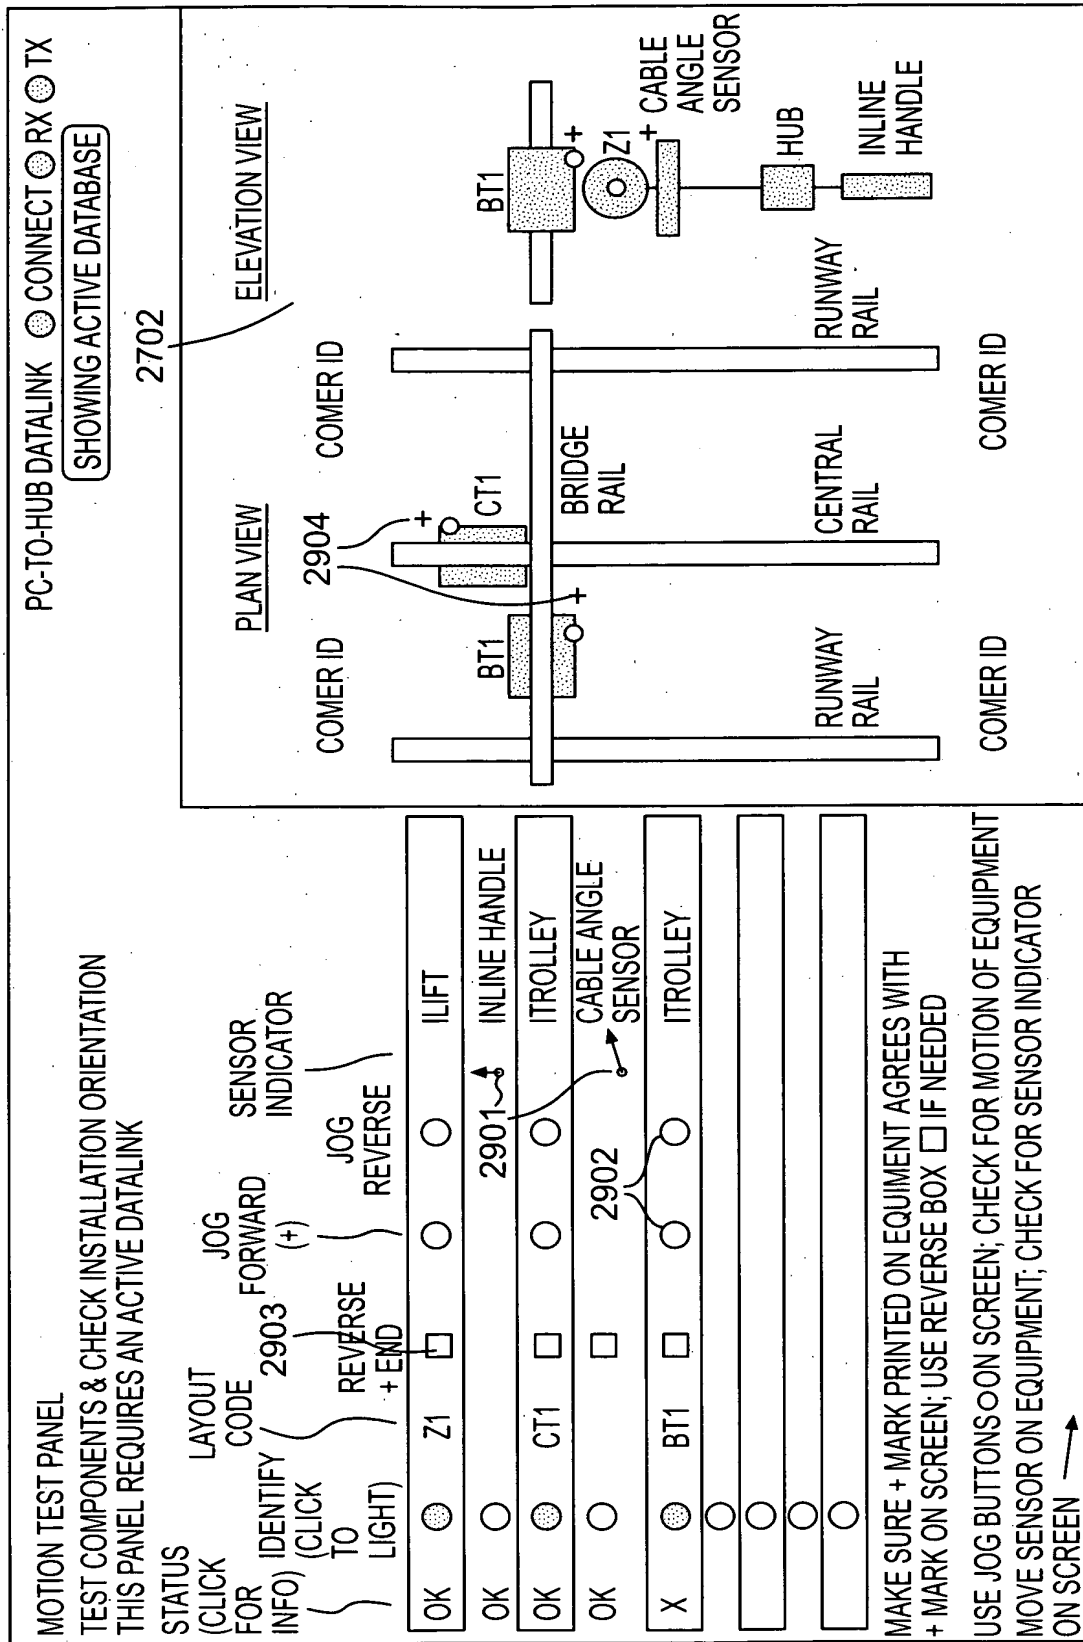 MOTION TEST PANEL
TEST COMPONENTS & CHECK INSTALLATION ORIENTATION
THIS PANEL REQUIRES AN ACTIVE DATALINK
PC-TO-HUB DATALINK CONNECT RX TX
SHOWING ACTIVE DATABASE
STATUS
(CLICK
FOR
INFO)
IDENTIFY
(CLICK
TO
LIGHT)
LAYOUT
CODE
2903
REVERSE
+ END
JOG
FORWARD
(+)
JOG
REVERSE
SENSOR
INDICATOR
OK Z1 ILIFT
OK INLINE HANDLE
2901
OK CT1 ITROLLEY
OK CABLE ANGLE
SENSOR
2902
X BT1 ITROLLEY
MAKE SURE + MARK PRINTED ON EQUIMENT AGREES WITH
+ MARK ON SCREEN; USE REVERSE BOX □ IF NEEDED
USE JOG BUTTONS ○ ON SCREEN; CHECK FOR MOTION OF EQUIPMENT
MOVE SENSOR ON EQUIPMENT; CHECK FOR SENSOR INDICATOR
ON SCREEN →
2702
PLAN VIEW
ELEVATION VIEW
COMER ID
COMER ID
2904
+
CT1
BT1
+
BRIDGE
RAIL
RUNWAY
RAIL
CENTRAL
RAIL
RUNWAY
RAIL
COMER ID
COMER ID
BT1
+
Z1
+
CABLE
ANGLE
SENSOR
HUB
INLINE
HANDLE